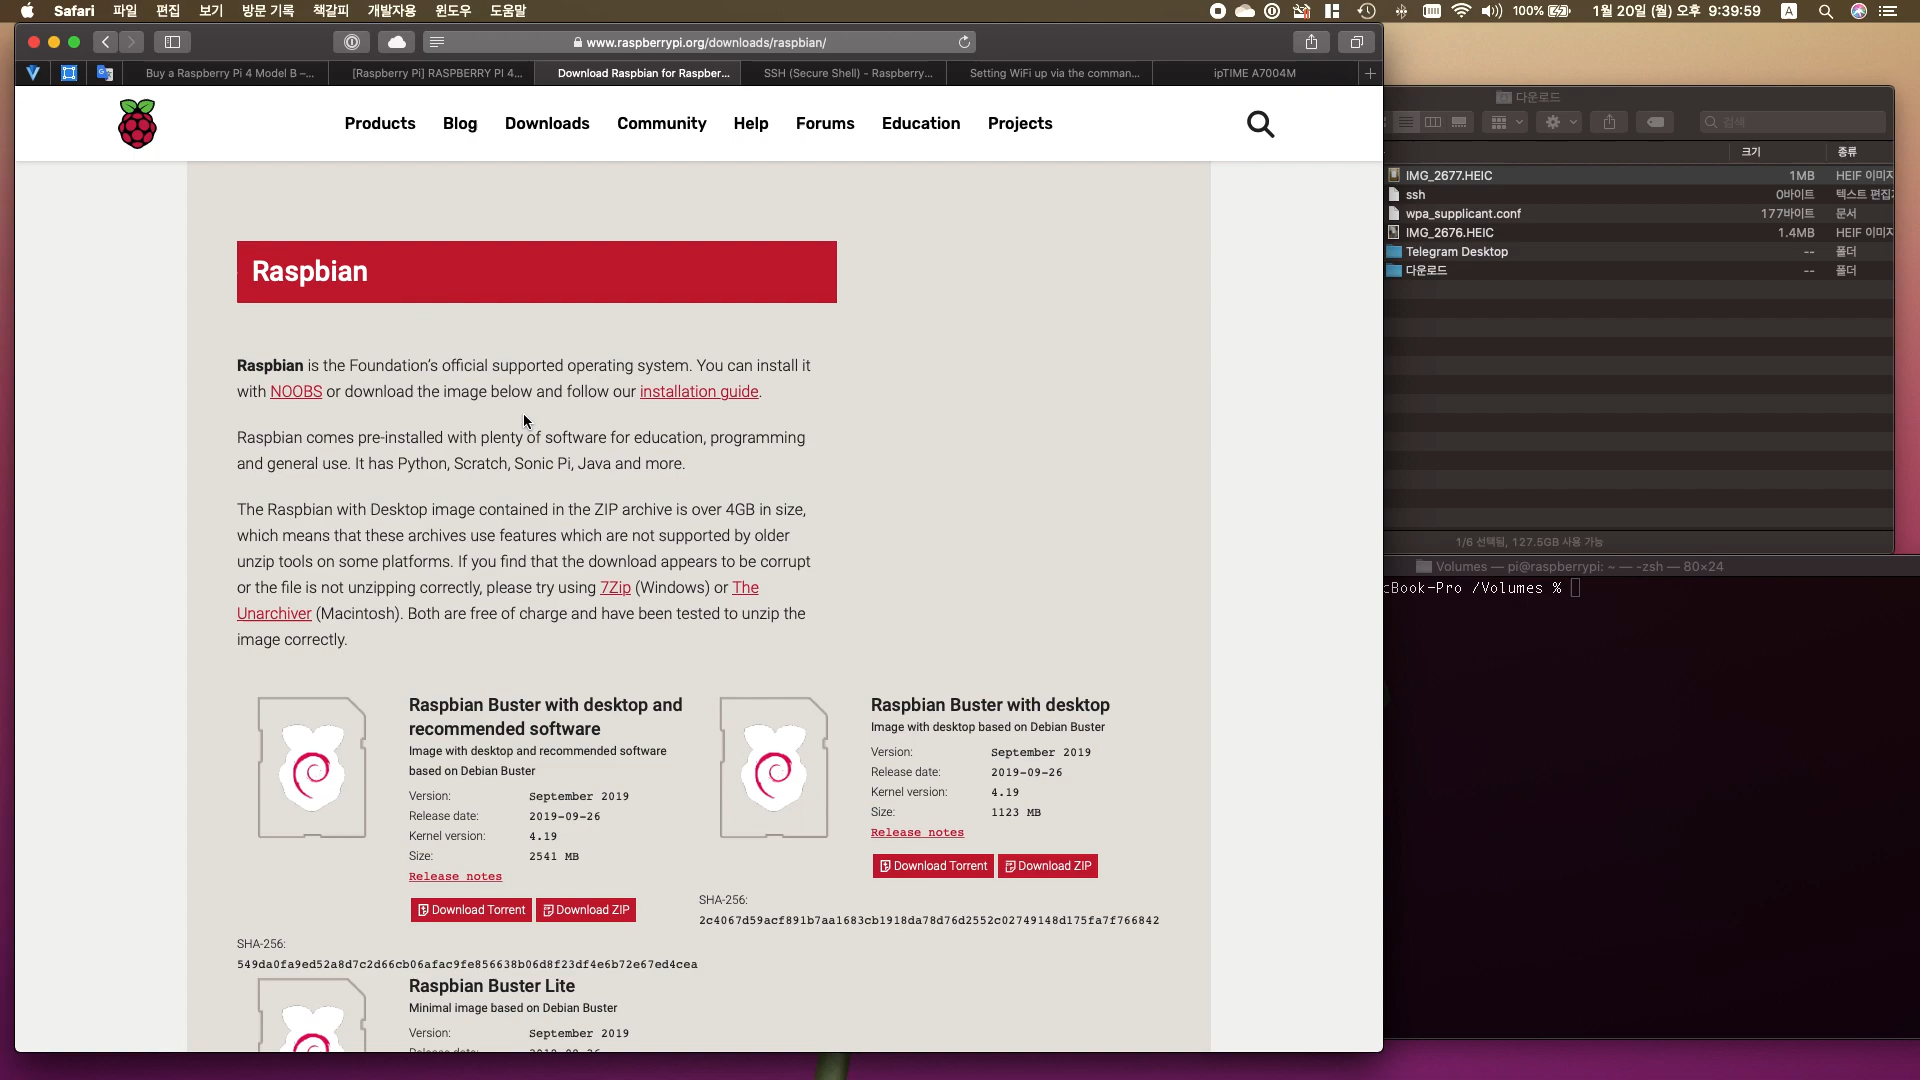 Safari 파일 편집 보기 방문 기록 책갈피 개발자용 윈도우 도움말
100% 1월 20일 (월) 오후 9:39:59 A
www.raspberrypi.org/downloads/raspbian/
Buy a Raspberry Pi 4 Model B –...
[Raspberry Pi] RASPBERRY PI 4...
Download Raspbian for Raspber...
SSH (Secure Shell) - Raspberry...
Setting WiFi up via the comman...
ipTIME A7004M
Products Blog Downloads Community Help Forums Education Projects
Raspbian
Raspbian is the Foundation's official supported operating system. You can install it
with NOOBS or download the image below and follow our installation guide.
Raspbian comes pre-installed with plenty of software for education, programming
and general use. It has Python, Scratch, Sonic Pi, Java and more.
The Raspbian with Desktop image contained in the ZIP archive is over 4GB in size,
which means that these archives use features which are not supported by older
unzip tools on some platforms. If you find that the download appears to be corrupt
or the file is not unzipping correctly, please try using 7Zip (Windows) or The
Unarchiver (Macintosh). Both are free of charge and have been tested to unzip the
image correctly.
Raspbian Buster with desktop and
recommended software
Image with desktop and recommended software
based on Debian Buster
Version: September 2019
Release date: 2019-09-26
Kernel version: 4.19
Size: 2541 MB
Release notes
Download Torrent Download ZIP
SHA-256:
549da0fa9ed52a8d7c2d66cb06afac9fe856638b06d8f23df4e6b72e67ed4cea
Raspbian Buster with desktop
Image with desktop based on Debian Buster
Version: September 2019
Release date: 2019-09-26
Kernel version: 4.19
Size: 1123 MB
Release notes
Download Torrent Download ZIP
SHA-256:
2c4067d59acf891b7aa1683cb1918da78d76d2552c02749148d175fa7f766842
Raspbian Buster Lite
Minimal image based on Debian Buster
Version: September 2019
다운로드
검색
크기 종류
IMG_2677.HEIC 1MB HEIF 이미지
ssh 0바이트 텍스트 편집기
wpa_supplicant.conf 177바이트 문서
IMG_2676.HEIC 1.4MB HEIF 이미지
Telegram Desktop -- 폴더
다운로드 -- 폴더
1/6 선택됨, 127.5GB 사용 가능
Volumes — pi@raspberrypi: ~ — -zsh — 80×24
cBook-Pro /Volumes %